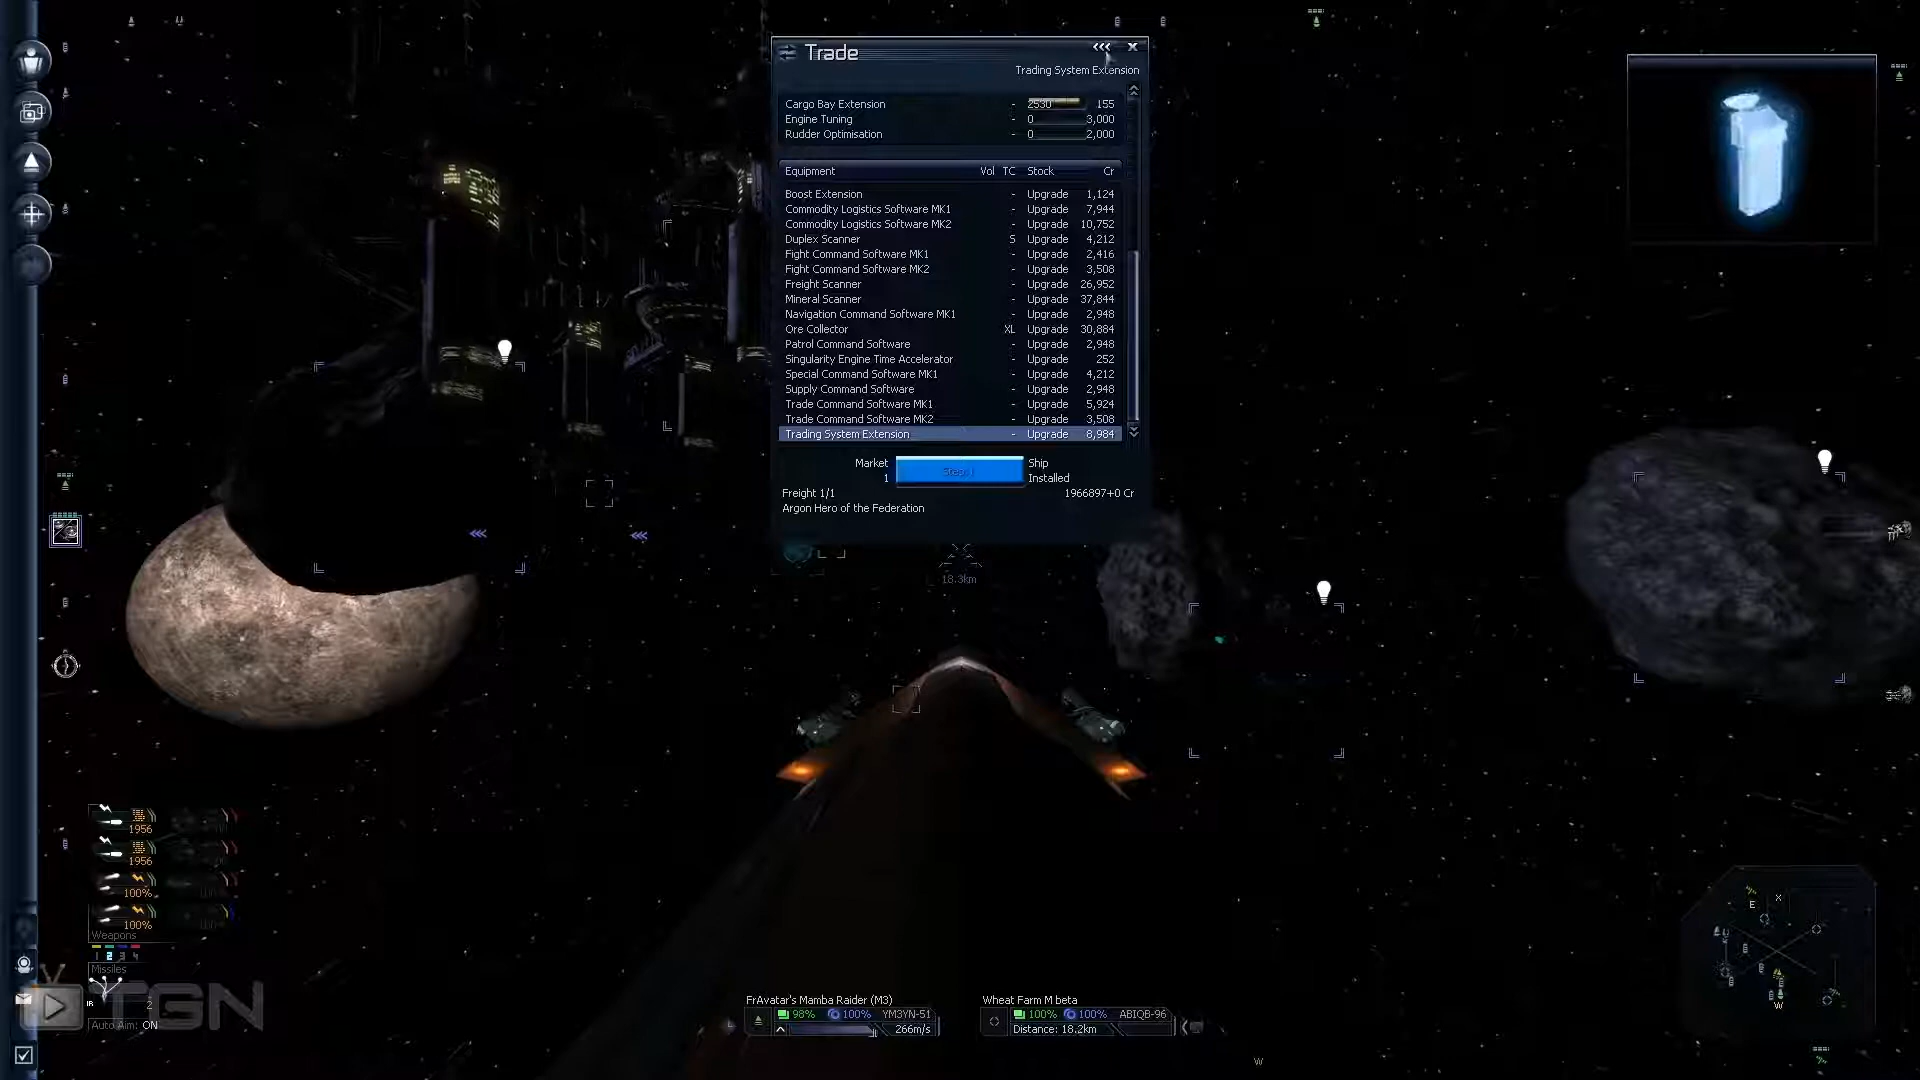 Trade
Trading System Extension
Cargo Bay Extension - 2530 155
Engine Tuning - 0 3,000
Rudder Optimisation - 0 2,000
Equipment Vol TC Stock Cr
Boost Extension - Upgrade 1,124
Commodity Logistics Software MK1 - Upgrade 7,944
Commodity Logistics Software MK2 - Upgrade 10,752
Duplex Scanner S Upgrade 4,212
Fight Command Software MK1 - Upgrade 2,416
Fight Command Software MK2 - Upgrade 3,508
Freight Scanner - Upgrade 26,952
Mineral Scanner - Upgrade 37,844
Navigation Command Software MK1 - Upgrade 2,948
Ore Collector XL Upgrade 30,884
Patrol Command Software - Upgrade 2,948
Singularity Engine Time Accelerator - Upgrade 252
Special Command Software MK1 - Upgrade 4,212
Supply Command Software - Upgrade 2,948
Trade Command Software MK1 - Upgrade 5,924
Trade Command Software MK2 - Upgrade 3,508
Trading System Extension - Upgrade 8,984
Market Ship
1 Installed
Freight 1/1 1966897+0 Cr
Argon Hero of the Federation
18.3km
1956
1956
100%
100%
Weapons
1 2 3 4
Missiles
IR 2
Auto Aim: ON
TGN
FrAvatar's Mamba Raider (M3)
98% 100% YM3YN-51
266m/s
Wheat Farm M beta
100% 100% ABIQB-96
Distance: 18.2km
W
X
E
W